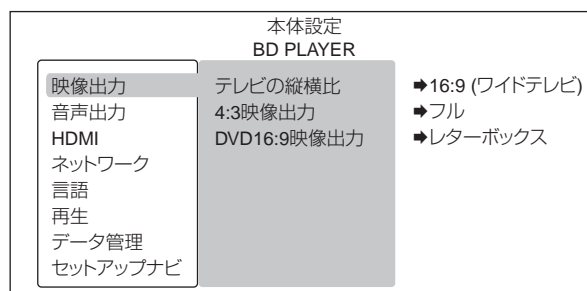 本体設定
BD PLAYER
映像出力
音声出力
HDMI
ネットワーク
言語
再生
データ管理
セットアップナビ
テレビの縦横比
4:3映像出力
DVD16:9映像出力
➡16:9 (ワイドテレビ)
➡フル
➡レターボックス